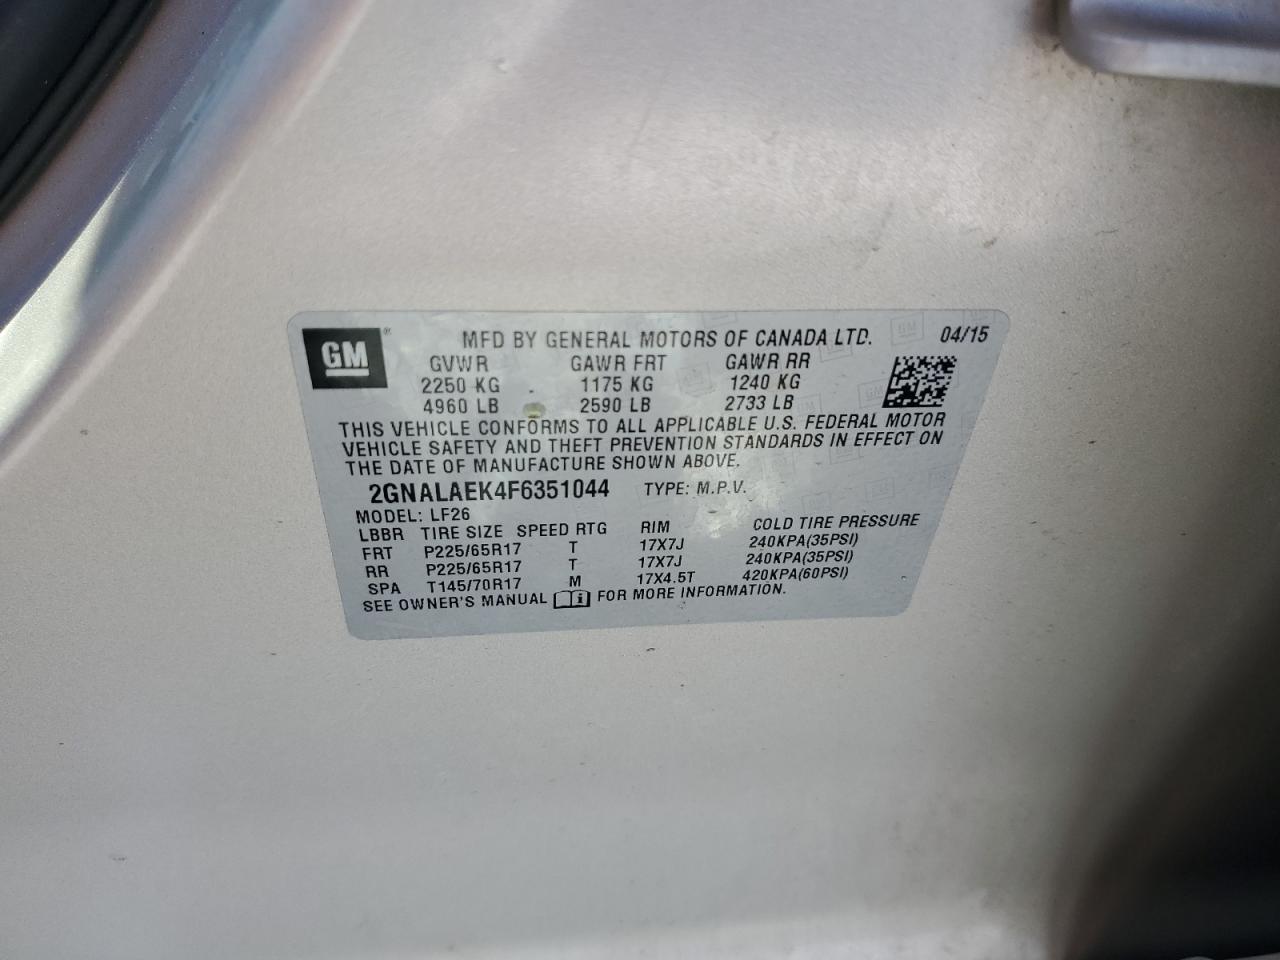 GM ®
MFD BY GENERAL MOTORS OF CANADA LTD. 04/15
GVWR GAWR FRT GAWR RR
2250 KG 1175 KG 1240 KG
4960 LB 2590 LB 2733 LB
THIS VEHICLE CONFORMS TO ALL APPLICABLE U.S. FEDERAL MOTOR
VEHICLE SAFETY AND THEFT PREVENTION STANDARDS IN EFFECT ON
THE DATE OF MANUFACTURE SHOWN ABOVE.
2GNALAEK4F6351044 TYPE: M.P.V.
MODEL: LF26
LBBR TIRE SIZE SPEED RTG RIM COLD TIRE PRESSURE
FRT P225/65R17 T 17X7J 240KPA(35PSI)
RR P225/65R17 T 17X7J 240KPA(35PSI)
SPA T145/70R17 M 17X4.5T 420KPA(60PSI)
SEE OWNER'S MANUAL i FOR MORE INFORMATION.